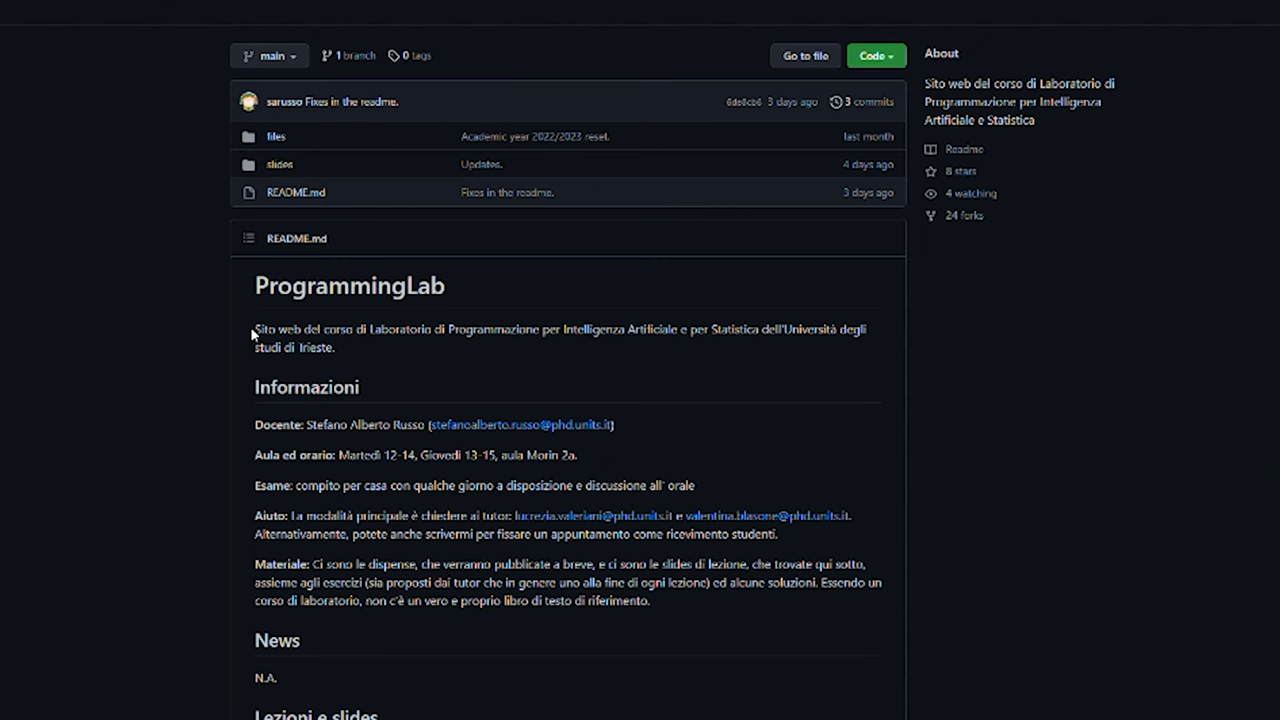 main
1 branch
0 tags
Go to file
Code
About
Sito web del corso di Laboratorio di
Programmazione per Intelligenza
Artificiale e Statistica
Readme
8 stars
4 watching
24 forks
sarusso Fixes in the readme.
6de8cb6 3 days ago
3 commits
files
Academic year 2022/2023 reset.
last month
slides
Updates.
4 days ago
README.md
Fixes in the readme.
3 days ago
README.md
ProgrammingLab
Sito web del corso di Laboratorio di Programmazione per Intelligenza Artificiale e per Statistica dell'Università degli
studi di Trieste.
Informazioni
Docente: Stefano Alberto Russo (stefanoalberto.russo@phd.units.it)
Aula ed orario: Martedì 12-14, Giovedì 13-15, aula Morin 2a.
Esame: compito per casa con qualche giorno a disposizione e discussione all' orale
Aiuto: La modalità principale è chiedere ai tutor: lucrezia.valeriani@phd.units.it e valentina.blasone@phd.units.it.
Alternativamente, potete anche scrivermi per fissare un appuntamento come ricevimento studenti.
Materiale: Ci sono le dispense, che verranno pubblicate a breve, e ci sono le slides di lezione, che trovate qui sotto,
assieme agli esercizi (sia proposti dai tutor che in genere uno alla fine di ogni lezione) ed alcune soluzioni. Essendo un
corso di laboratorio, non c'è un vero e proprio libro di testo di riferimento.
News
N.A.
Lezioni e slides